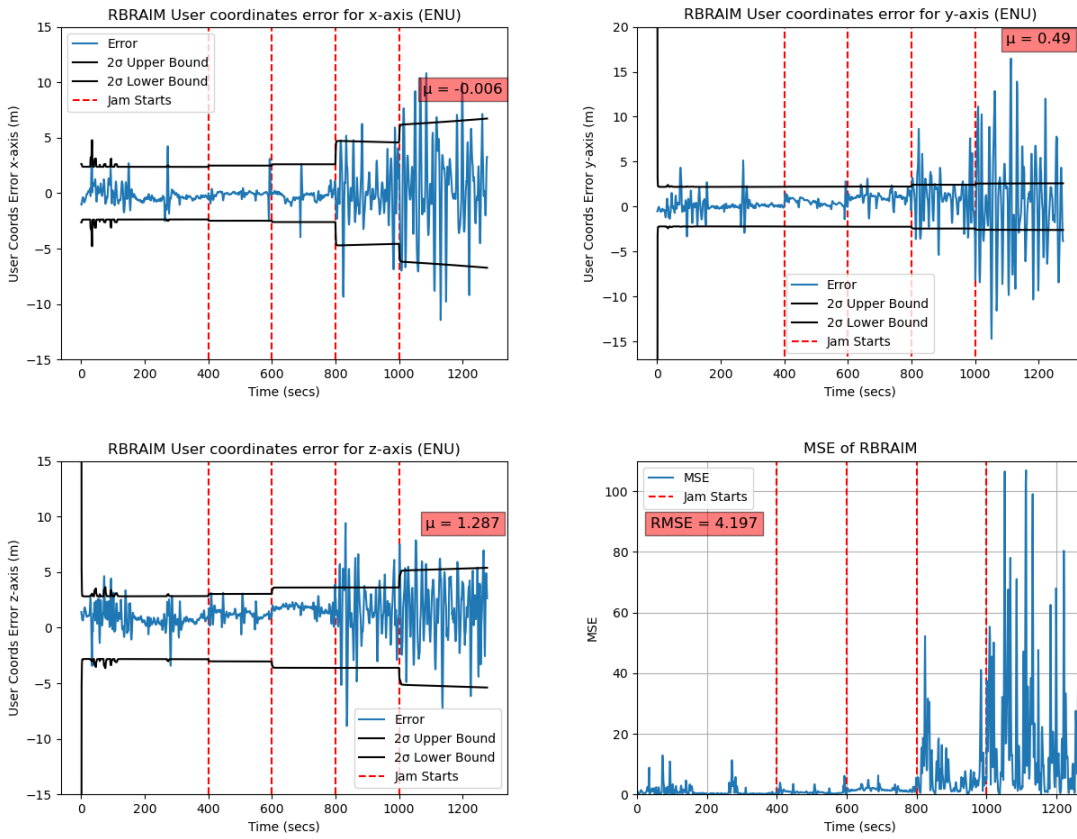 RBRAIM User coordinates error for x-axis (ENU)
User Coords Error x-axis (m)
15
10
5
0
−5
−10
−15
Error
2σ Upper Bound
2σ Lower Bound
Jam Starts
μ = -0.006
0 200 400 600 800 1000 1200
Time (secs)
RBRAIM User coordinates error for y-axis (ENU)
User Coords Error y-axis (m)
20
15
10
5
0
−5
−10
−15
μ = 0.49
Error
2σ Upper Bound
2σ Lower Bound
Jam Starts
0 200 400 600 800 1000 1200
Time (secs)
RBRAIM User coordinates error for z-axis (ENU)
User Coords Error z-axis (m)
15
10
5
0
−5
−10
−15
μ = 1.287
Error
2σ Upper Bound
2σ Lower Bound
Jam Starts
0 200 400 600 800 1000 1200
Time (secs)
MSE of RBRAIM
MSE
100
80
60
40
20
0
MSE
Jam Starts
RMSE = 4.197
0 200 400 600 800 1000 1200
Time (secs)